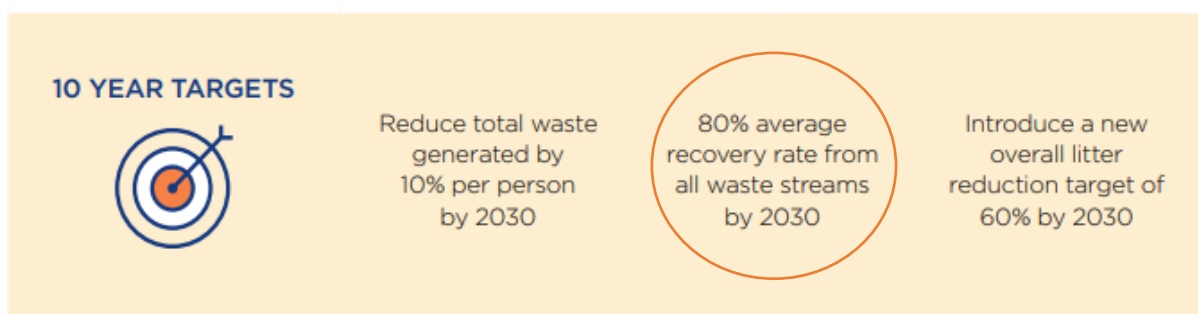 10 YEAR TARGETS
Reduce total waste
generated by
10% per person
by 2030
80% average
recovery rate from
all waste streams
by 2030
Introduce a new
overall litter
reduction target of
60% by 2030